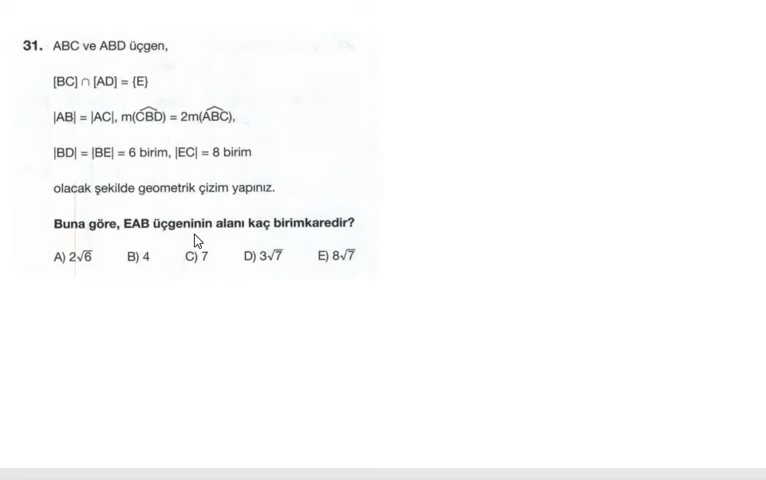 31. ABC ve ABD üçgen,
[BC] ∩ [AD] = {E}
|AB| = |AC|, m(CBD) = 2m(ABC),
|BD| = |BE| = 6 birim, |EC| = 8 birim
olacak şekilde geometrik çizim yapınız.
Buna göre, EAB üçgeninin alanı kaç birimkaredir?
A) 2√6 B) 4 C) 7 D) 3√7 E) 8√7